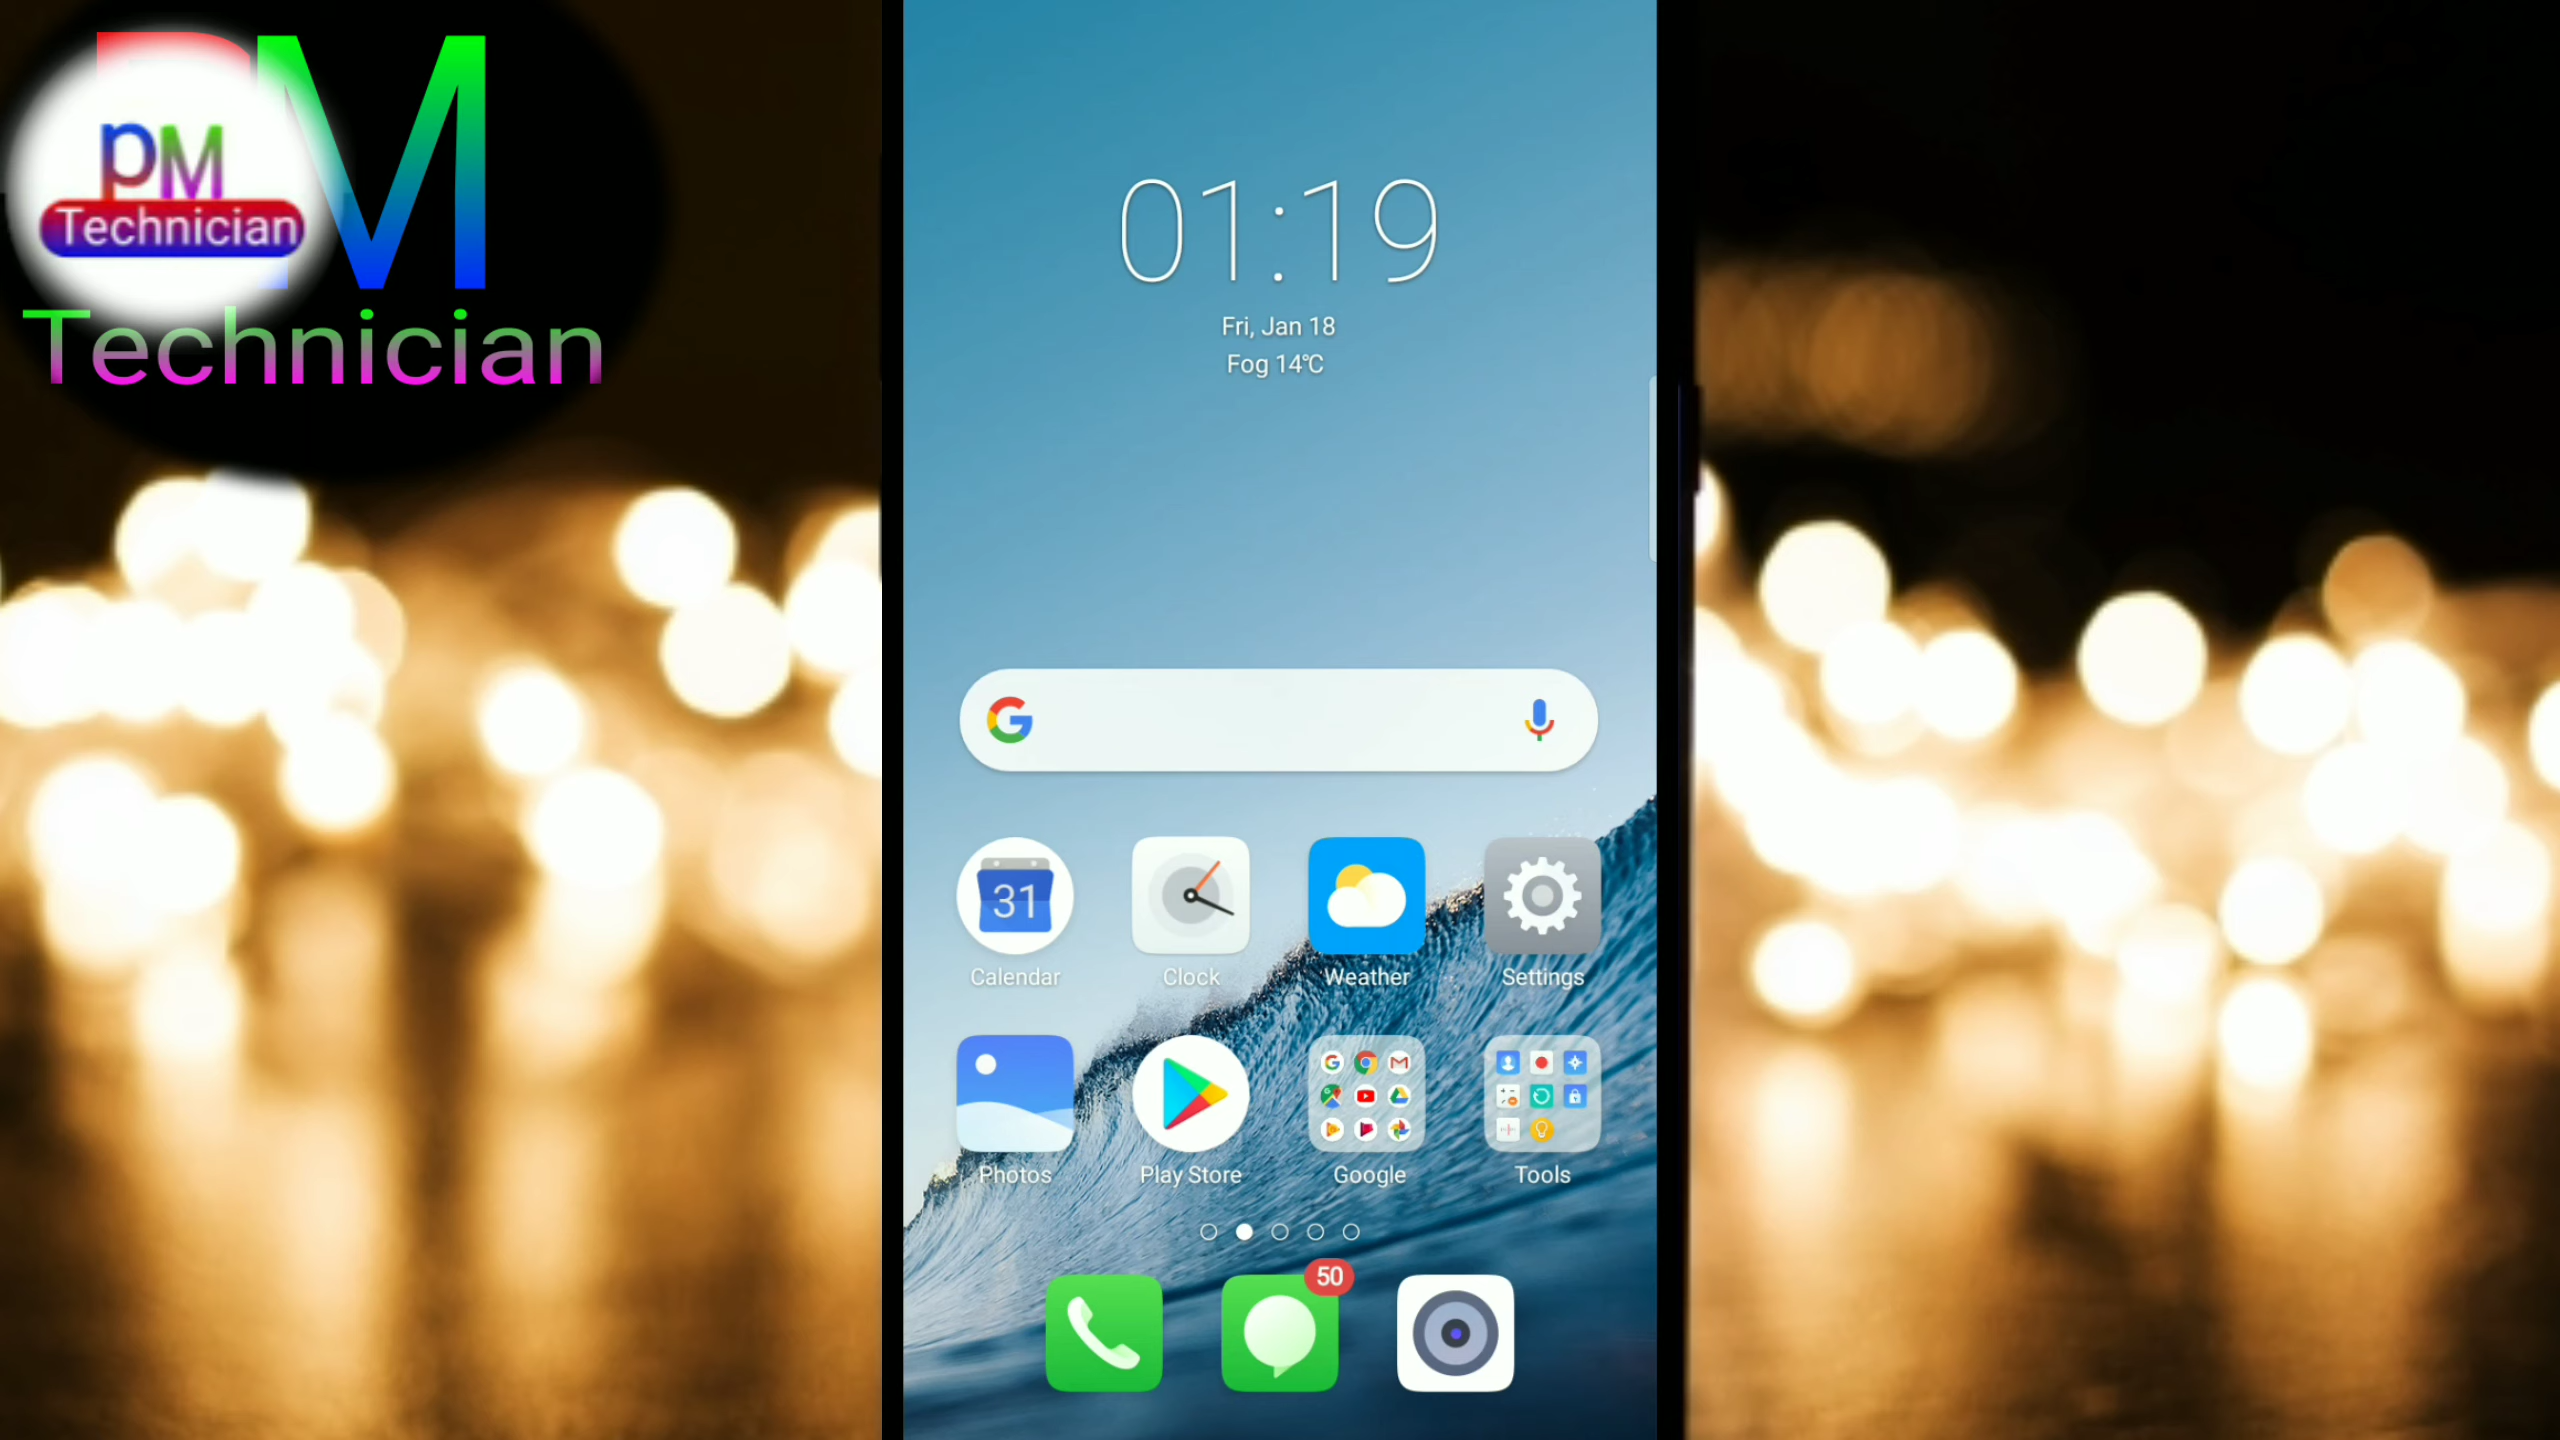 PM
Technician
PM
Technician
01:19
Fri, Jan 18
Fog 14℃
G
31
Calendar
Clock
Weather
Settings
Photos
Play Store
Google
Tools
50